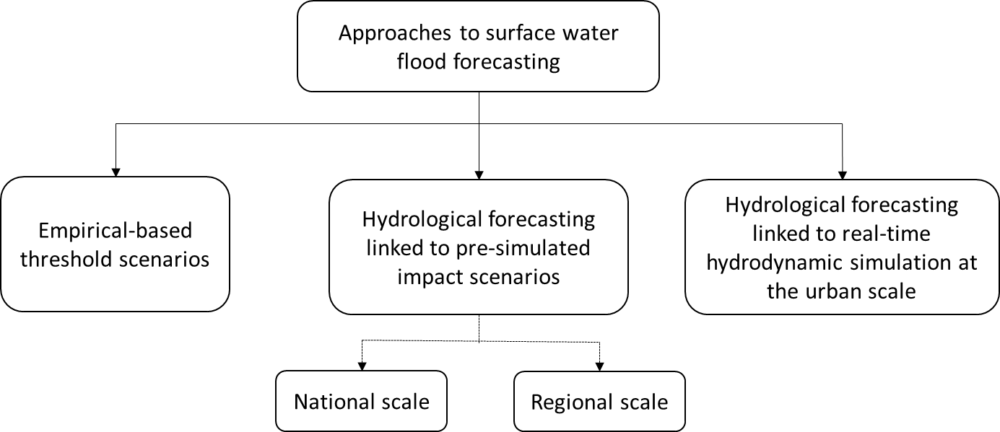 Approaches to surface water
flood forecasting
Empirical-based
threshold scenarios
Hydrological forecasting
linked to pre-simulated
impact scenarios
Hydrological forecasting
linked to real-time
hydrodynamic simulation at
the urban scale
National scale
Regional scale